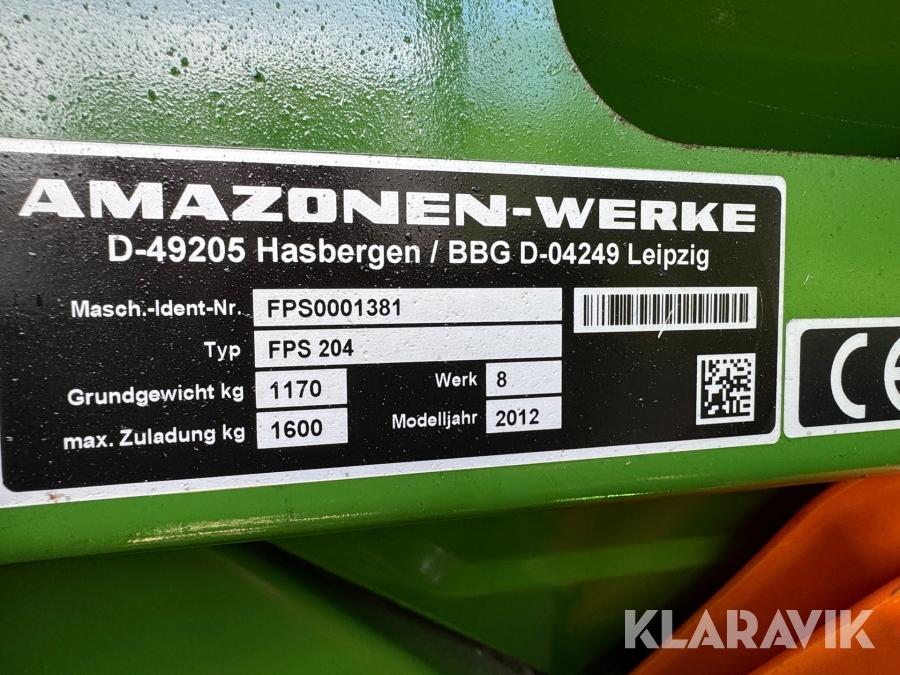 AMAZONEN-WERKE
D-49205 Hasbergen / BBG D-04249 Leipzig
Masch.-Ident-Nr. FPS0001381
Typ FPS 204
Grundgewicht kg 1170 Werk 8
max. Zuladung kg 1600 Modelljahr 2012
CE
KLARAVIK